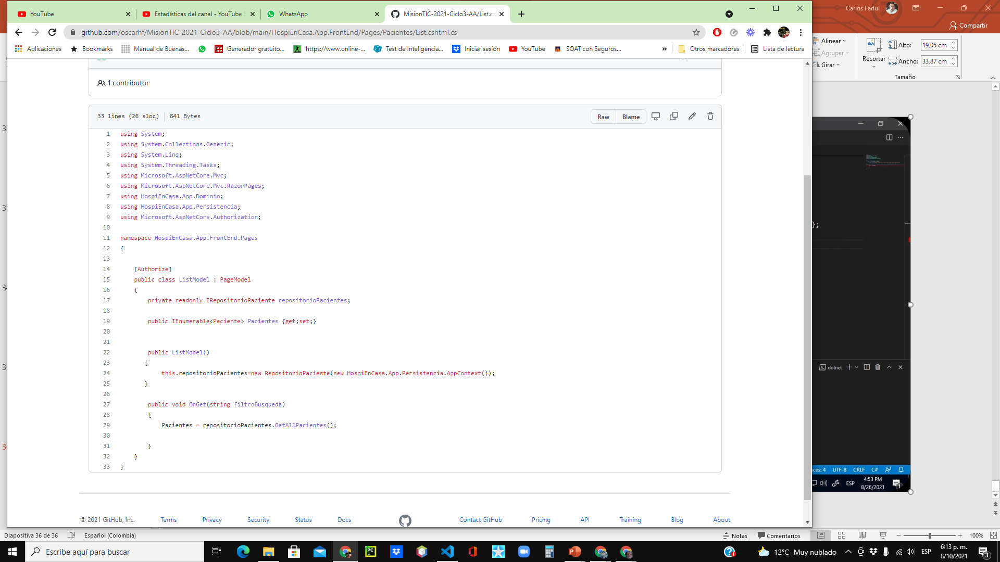 YouTube
Estadísticas del canal - YouTube S
WhatsApp
MisionTIC-2021-Ciclo3-AA/List.cs
Carlos Fadul
Compartir
github.com/oscarhf/MisionTIC-2021-Ciclo3-AA/blob/main/HospiEnCasa.App.FrontEnd/Pages/Pacientes/List.cshtml.cs
Aplicaciones
Bookmarks
Manual de Buenas...
Generador gratuito...
https://www.online-...
Test de Inteligencia...
Iniciar sesión
YouTube
SOAT con Seguros...
»
Otros marcadores
Lista de lectura
Alinear
Agrupar
Girar
Recortar
Alto:
19,05 cm
Ancho:
33,87 cm
Tamaño
1 contributor
33 lines (26 sloc)
841 Bytes
Raw
Blame
1 using System;
2 using System.Collections.Generic;
3 using System.Linq;
4 using System.Threading.Tasks;
5 using Microsoft.AspNetCore.Mvc;
6 using Microsoft.AspNetCore.Mvc.RazorPages;
7 using HospiEnCasa.App.Dominio;
8 using HospiEnCasa.App.Persistencia;
9 using Microsoft.AspNetCore.Authorization;
10
11 namespace HospiEnCasa.App.FrontEnd.Pages
12 {
13
14 [Authorize]
15 public class ListModel : PageModel
16 {
17 private readonly IRepositorioPaciente repositorioPacientes;
18
19 public IEnumerable<Paciente> Pacientes {get;set;}
20
21
22 public ListModel()
23 {
24 this.repositorioPacientes=new RepositorioPaciente(new HospiEnCasa.App.Persistencia.AppContext());
25 }
26
27 public void OnGet(string filtroBusqueda)
28 {
29 Pacientes = repositorioPacientes.GetAllPacientes();
30
31 }
32 }
33 }
};
dotnet
ces: 4
UTF-8
CRLF
C#
ESP
4:53 PM
8/26/2021
1
© 2021 GitHub, Inc.
Terms
Privacy
Security
Status
Docs
Contact GitHub
Pricing
API
Training
Blog
About
Diapositiva 36 de 36
Español (Colombia)
Notas
Comentarios
100%
Escribe aquí para buscar
12°C Muy nublado
ESP
6:13 p. m.
8/10/2021
3